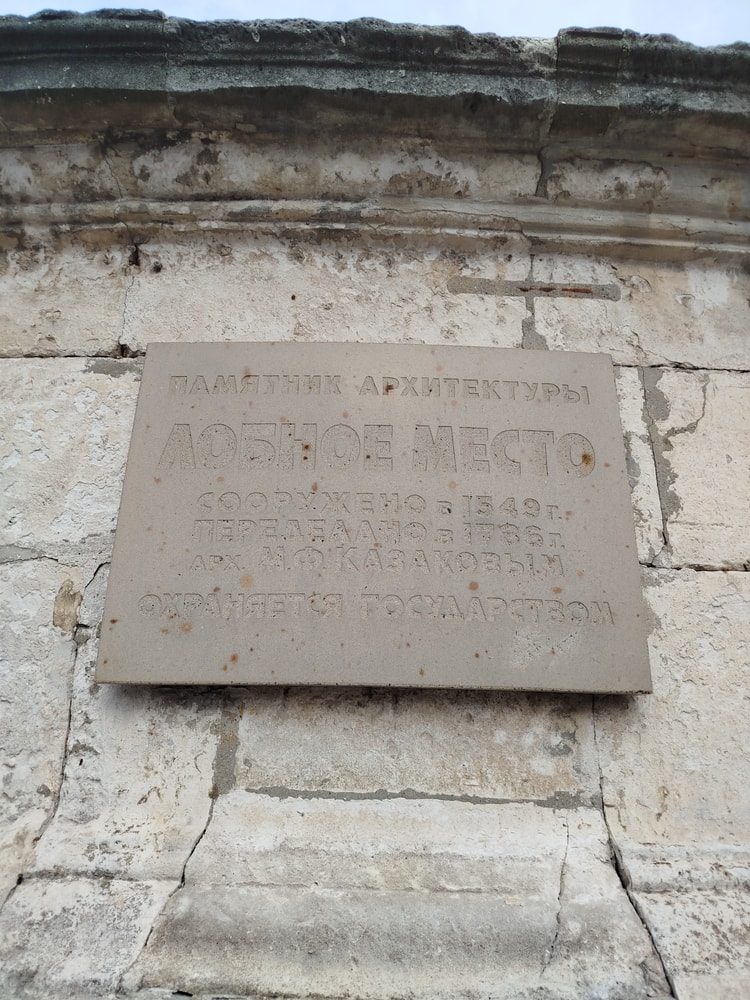 ПАМЯТНИК АРХИТЕКТУРЫ
ЛОБНОЕ МЕСТО
СООРУЖЕНО в 1549 г.
ПЕРЕДЕЛАНО в 1786 г.
АРХ. М.Ф. КАЗАКОВЫМ
ОХРАНЯЕТСЯ ГОСУДАРСТВОМ